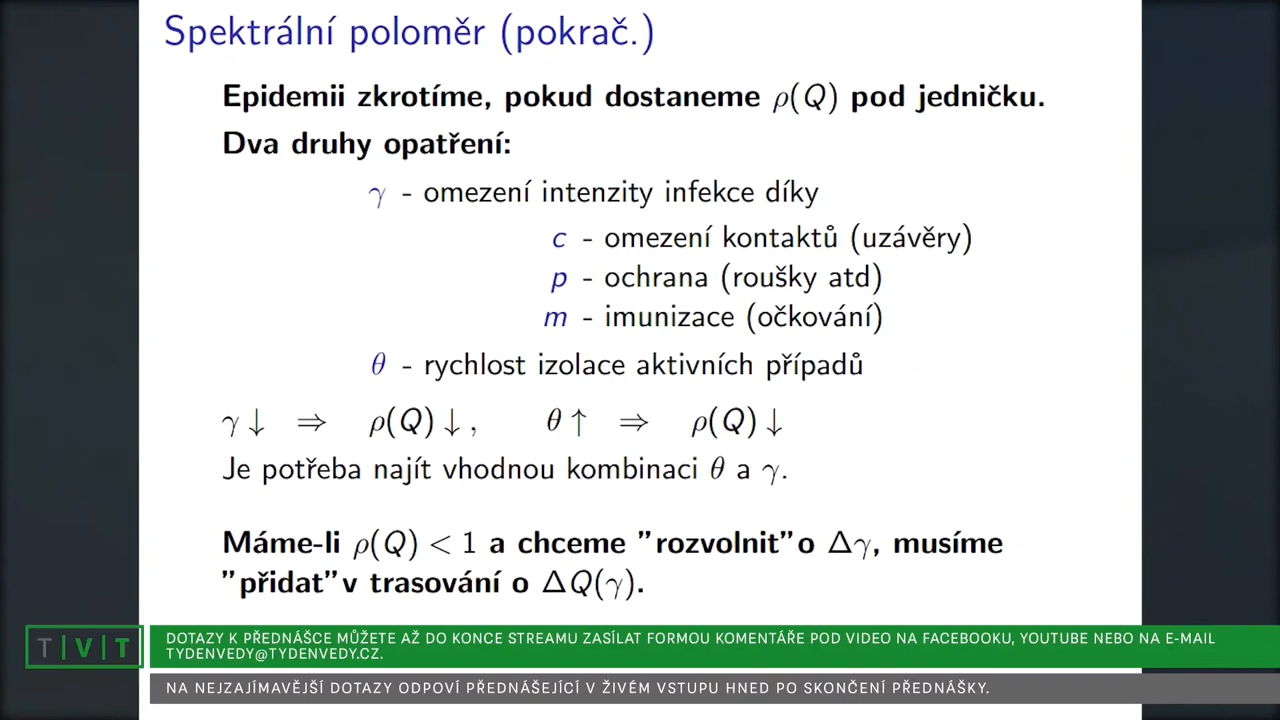 Spektrální poloměr (pokrač.)
Epidemii zkrotíme, pokud dostaneme ρ(Q) pod jedničku.
Dva druhy opatření:
γ - omezení intenzity infekce díky
c - omezení kontaktů (uzávěry)
p - ochrana (roušky atd)
m - imunizace (očkování)
θ - rychlost izolace aktivních případů
γ↓ ⇒ ρ(Q)↓, θ↑ ⇒ ρ(Q)↓
Je potřeba najít vhodnou kombinaci θ a γ.
Máme-li ρ(Q) < 1 a chceme "rozvolnit"o Δγ, musíme
"přidat"v trasování o ΔQ(γ).
T|V|T
DOTAZY K PŘEDNÁŠCE MŮŽETE AŽ DO KONCE STREAMU ZASÍLAT FORMOU KOMENTÁŘE POD VIDEO NA FACEBOOKU, YOUTUBE NEBO NA E-MAIL
TYDENVEDY@TYDENVEDY.CZ.
NA NEJZAJÍMAVĚJŠÍ DOTAZY ODPOVÍ PŘEDNÁŠEJÍCÍ V ŽIVÉM VSTUPU HNED PO SKONČENÍ PŘEDNÁŠKY.